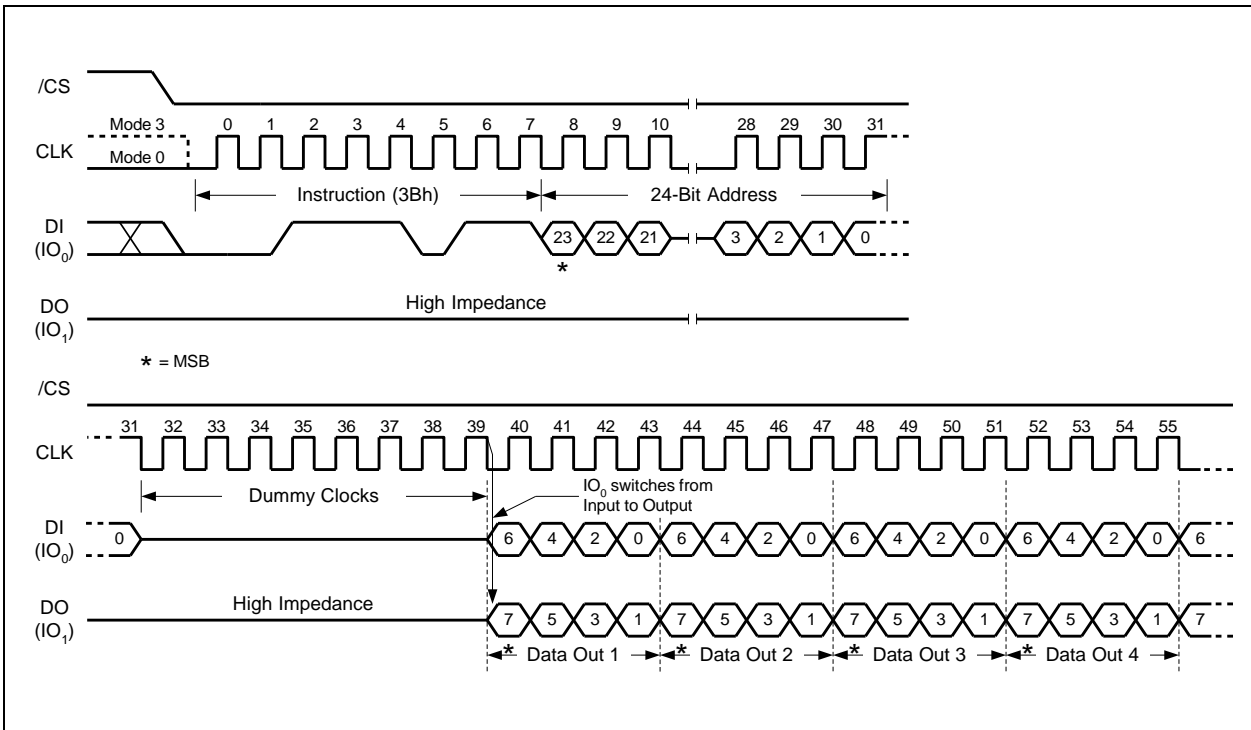 /CS
Mode 3 0 1 2 3 4 5 6 7 8 9 10 28 29 30 31
CLK
Mode 0
Instruction (3Bh) 24-Bit Address
DI
(IO0) 23 22 21 3 2 1 0
*
DO
(IO1)
High Impedance
* = MSB
/CS
31 32 33 34 35 36 37 38 39 40 41 42 43 44 45 46 47 48 49 50 51 52 53 54 55
CLK
Dummy Clocks
IO0 switches from
Input to Output
DI
(IO0)
0 6 4 2 0 6 4 2 0 6 4 2 0 6 4 2 0 6
DO
(IO1)
High Impedance
7 5 3 1 7 5 3 1 7 5 3 1 7 5 3 1 7
* Data Out 1 * Data Out 2 * Data Out 3 * Data Out 4